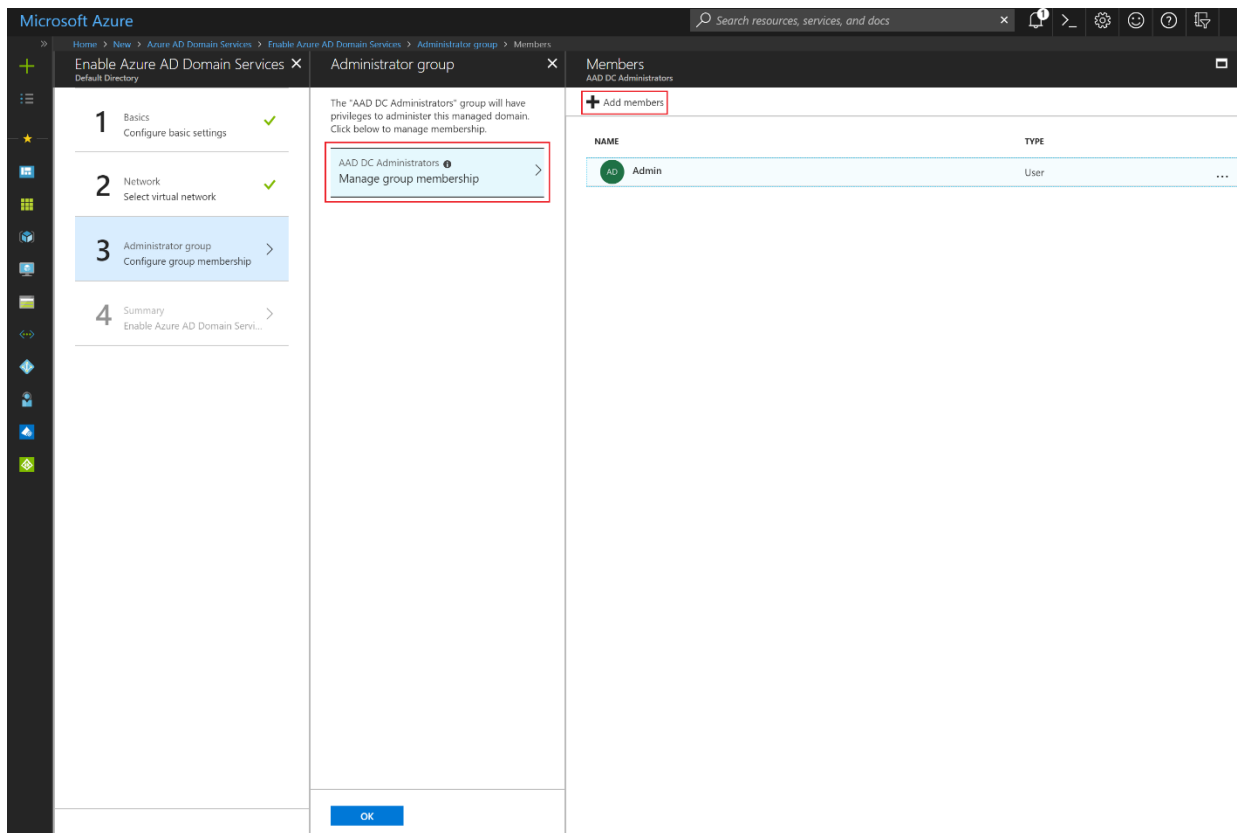 Microsoft Azure
Search resources, services, and docs
1
Home > New > Azure AD Domain Services > Enable Azure AD Domain Services > Administrator group > Members
Enable Azure AD Domain Services
Default Directory
1
Basics
Configure basic settings
2
Network
Select virtual network
3
Administrator group
Configure group membership
4
Summary
Enable Azure AD Domain Servi...
Administrator group
The "AAD DC Administrators" group will have
privileges to administer this managed domain.
Click below to manage membership.
AAD DC Administrators
Manage group membership
OK
Members
AAD DC Administrators
Add members
NAME TYPE
AD Admin User ...